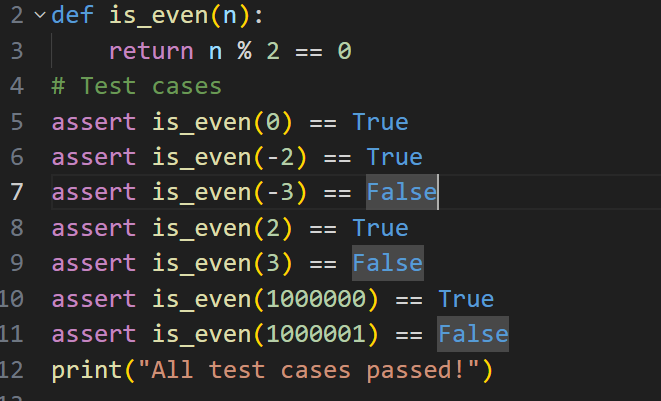 2 def is_even(n):
3     return n % 2 == 0
4 # Test cases
5 assert is_even(0) == True
6 assert is_even(-2) == True
7 assert is_even(-3) == False
8 assert is_even(2) == True
9 assert is_even(3) == False
10 assert is_even(1000000) == True
11 assert is_even(1000001) == False
12 print("All test cases passed!")